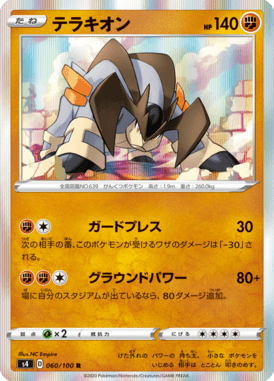 たね テラキオン HP 140
全国図鑑NO.639 がんくつポケモン 高さ:1.9m 重さ:260.0kg
ガードプレス 30
次の相手の番、このポケモンが受けるワザのダメージは「-30」される。
グラウンドパワー 80+
場に自分のスタジアムが出ているなら、80ダメージ追加。
弱点 ×2 抵抗力 にげる
Illus.NC Empire
S4 060/100 R
©2020 Pokémon/Nintendo/Creatures/GAME FREAK.